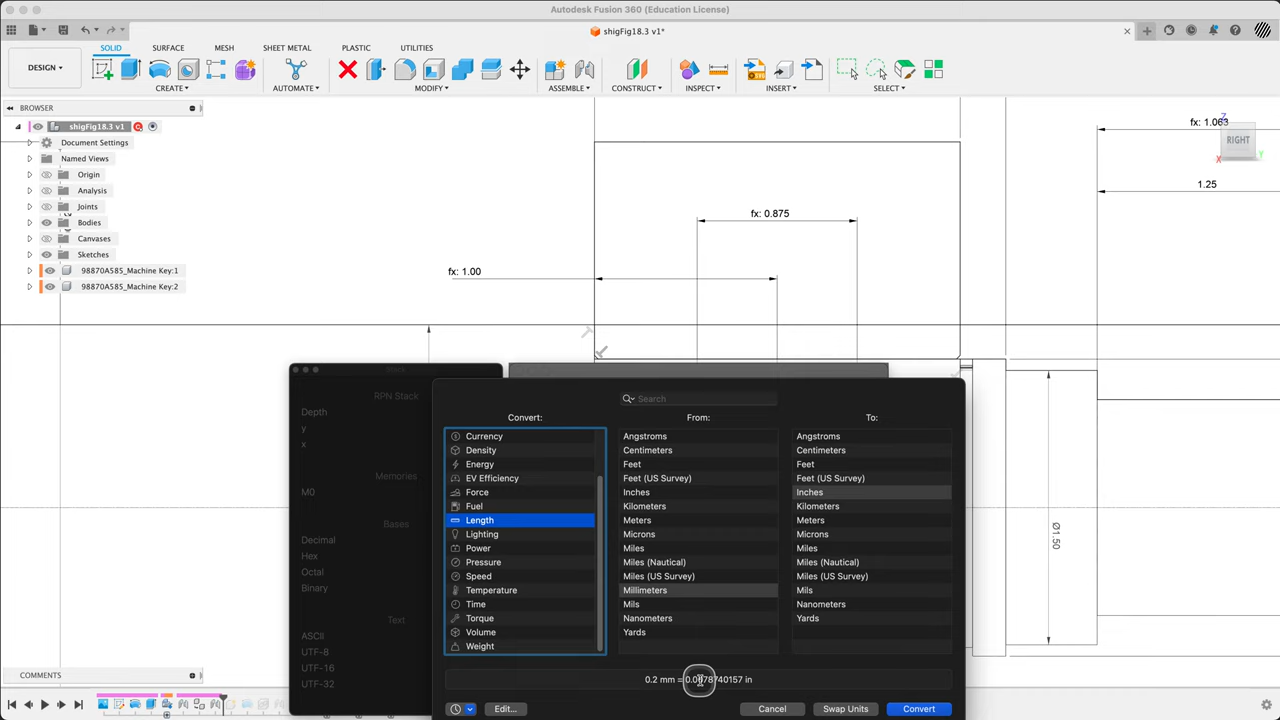 Autodesk Fusion 360 (Education License)
shigFig18.3 v1*
SOLID SURFACE MESH SHEET METAL PLASTIC UTILITIES
DESIGN ▾
CREATE ▾ AUTOMATE ▾ MODIFY ▾ ASSEMBLE ▾ CONSTRUCT ▾ INSPECT ▾ INSERT ▾ SELECT ▾
BROWSER
shigFig18.3 v1
Document Settings
Named Views
Origin
Analysis
Joints
Bodies
Canvases
Sketches
98870A585_Machine Key:1
98870A585_Machine Key:2
fx: 1.063
Z
RIGHT
X
Y
1.25
fx: 0.875
fx: 1.00
Ø1.50
Stack
RPN Stack
Depth
y
x
Memories
M0
Bases
Decimal
Hex
Octal
Binary
Text
ASCII
UTF-8
UTF-16
UTF-32
Search
Convert: From: To:
Currency
Density
Energy
EV Efficiency
Force
Fuel
Length
Lighting
Power
Pressure
Speed
Temperature
Time
Torque
Volume
Weight
Angstroms
Centimeters
Feet
Feet (US Survey)
Inches
Kilometers
Meters
Microns
Miles
Miles (Nautical)
Miles (US Survey)
Millimeters
Mils
Nanometers
Yards
Angstroms
Centimeters
Feet
Feet (US Survey)
Inches
Kilometers
Meters
Microns
Miles
Miles (Nautical)
Miles (US Survey)
Mils
Nanometers
Yards
0.2 mm = 0.0078740157 in
Edit... Cancel Swap Units Convert
COMMENTS